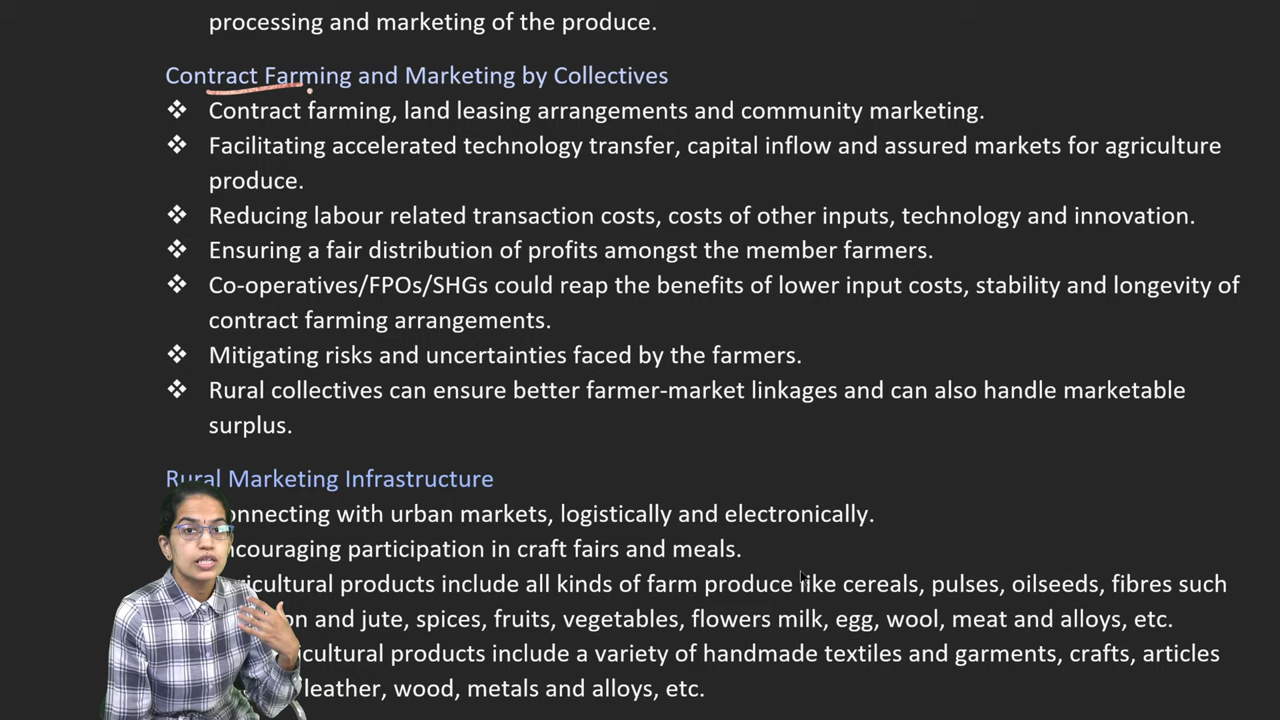 processing and marketing of the produce.
Contract Farming and Marketing by Collectives
❖ Contract farming, land leasing arrangements and community marketing.
❖ Facilitating accelerated technology transfer, capital inflow and assured markets for agriculture
produce.
❖ Reducing labour related transaction costs, costs of other inputs, technology and innovation.
❖ Ensuring a fair distribution of profits amongst the member farmers.
❖ Co-operatives/FPOs/SHGs could reap the benefits of lower input costs, stability and longevity of
contract farming arrangements.
❖ Mitigating risks and uncertainties faced by the farmers.
❖ Rural collectives can ensure better farmer-market linkages and can also handle marketable
surplus.
Rural Marketing Infrastructure
onnecting with urban markets, logistically and electronically.
ncouraging participation in craft fairs and meals.
ricultural products include all kinds of farm produce like cereals, pulses, oilseeds, fibres such
on and jute, spices, fruits, vegetables, flowers milk, egg, wool, meat and alloys, etc.
icultural products include a variety of handmade textiles and garments, crafts, articles
leather, wood, metals and alloys, etc.